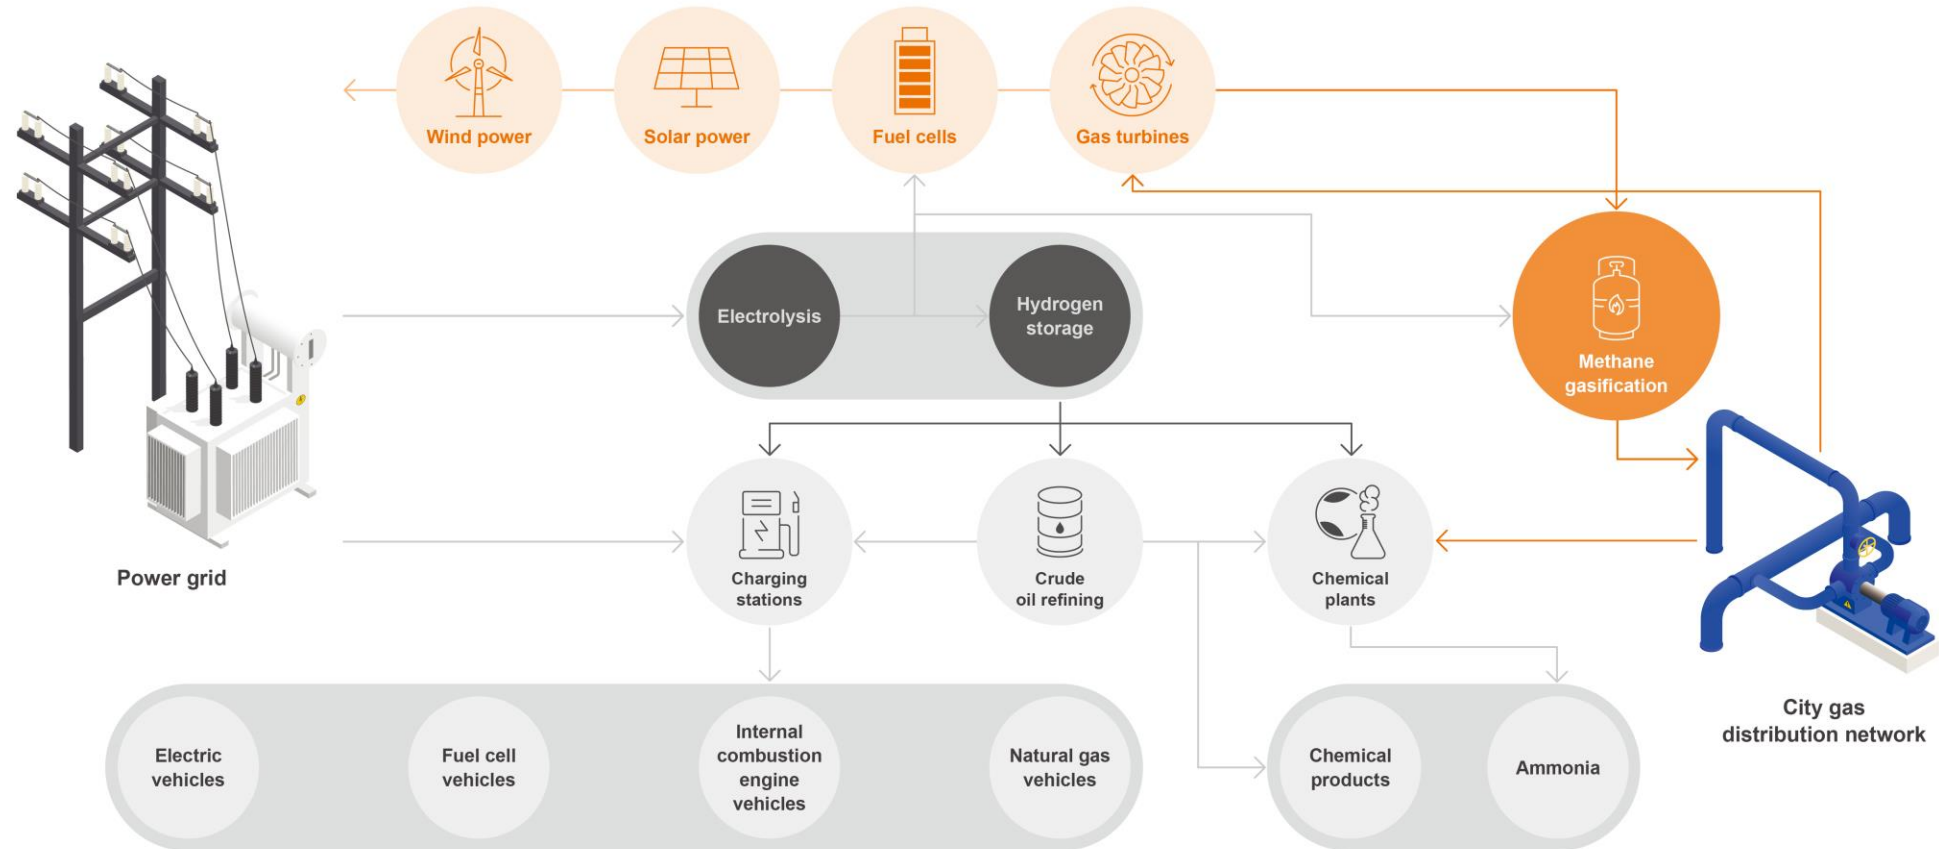 Wind power
Solar power
Fuel cells
Gas turbines
Electrolysis
Hydrogen
storage
Methane
gasification
Power grid
Charging
stations
Crude
oil refining
Chemical
plants
City gas
distribution network
Electric
vehicles
Fuel cell
vehicles
Internal
combustion
engine
vehicles
Natural gas
vehicles
Chemical
products
Ammonia